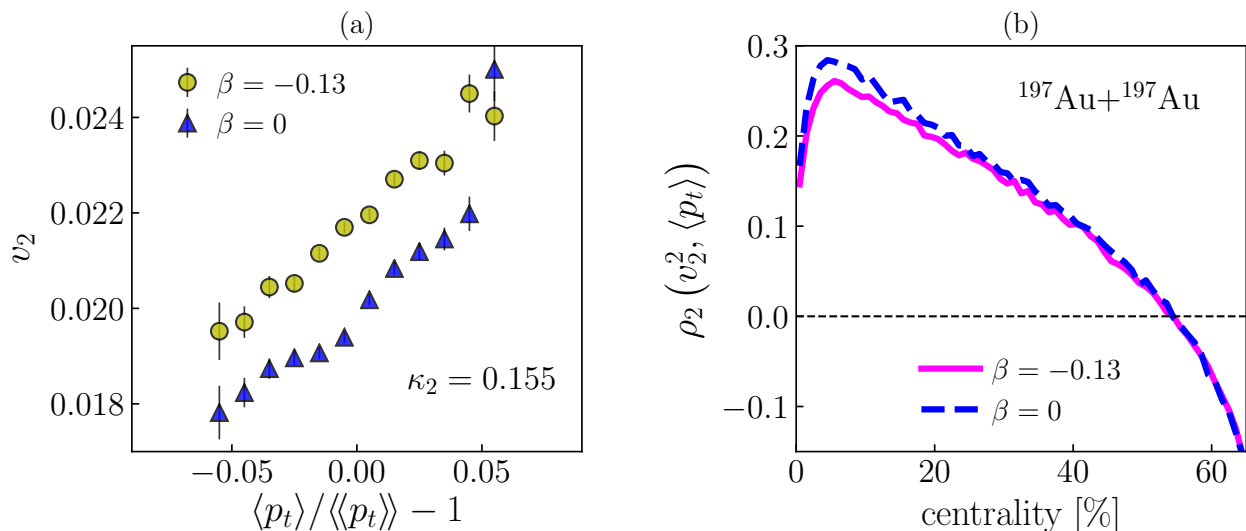 (a)
β = −0.13
β = 0
0.024
0.022
0.020
0.018
v₂
κ₂ = 0.155
−0.05
0.00
0.05
⟨pₜ⟩/⟨⟨pₜ⟩⟩ − 1
(b)
¹⁹⁷Au+¹⁹⁷Au
0.3
0.2
0.1
0.0
−0.1
ρ₂ (v₂², ⟨pₜ⟩)
β = −0.13
β = 0
0
20
40
60
centrality [%]